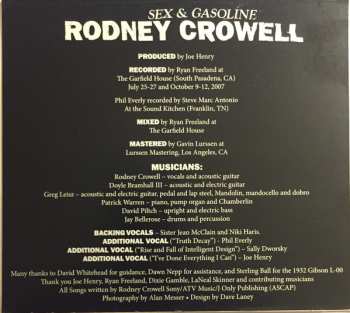 SEX & GASOLINE
RODNEY CROWELL
PRODUCED by Joe Henry
RECORDED by Ryan Freeland at
The Garfield House (South Pasadena, CA)
July 25-27 and October 9-12, 2007
Phil Everly recorded by Steve Marc Antonio
At the Sound Kitchen (Franklin, TN)
MIXED by Ryan Freeland at
The Garfield House
MASTERED by Gavin Lurssen at
Lurssen Mastering, Los Angeles, CA
MUSICIANS:
Rodney Crowell – vocals and acoustic guitar
Doyle Bramhall II – acoustic and electric guitar
Greg Leisz – acoustic and electric guitar, pedal and lap steel, Mandolin, mandocello and dobro
Patrick Warren – piano, pump organ and Chamberlin
David Piltch – upright and electric bass
Jay Bellerose – drums and percussion
BACKING VOCALS – Sister Jean McClain and Niki Haris.
ADDITIONAL VOCAL ("Truth Decay") – Phil Everly
ADDITIONAL VOCAL ("Rise and Fall of Intelligent Design") – Sally Dworsky
ADDITIONAL VOCAL ("I've Done Everything I Can") – Joe Henry
Many thanks to David Whitehead for guidance, Dawn Nepp for assistance, and Sterling Ball for the 1932 Gibson L-00
Thank you Joe Henry, Ryan Freeland, Dixie Gamble, LaNeal Skinner and contributing musicians
All Songs written by Rodney Crowell Sony/ATV Music/J Only Publishing (ASCAP)
Photography by Alan Messer • Design by Dave Laney